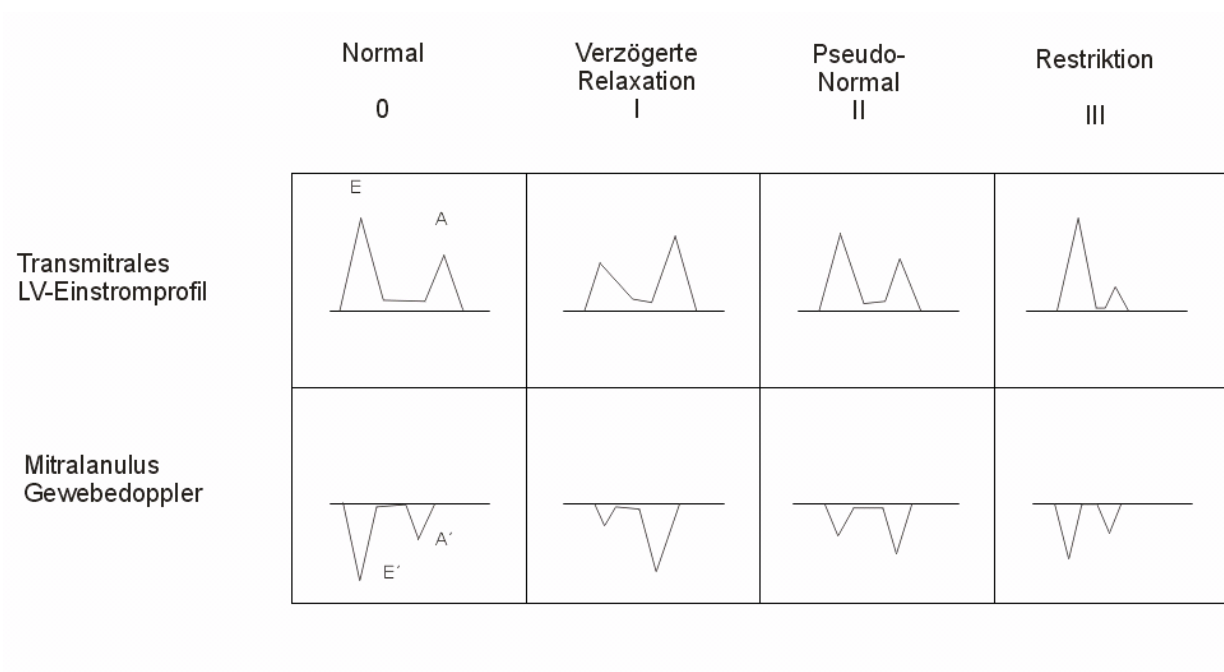 Normal
0
Verzögerte
Relaxation
I
Pseudo-
Normal
II
Restriktion
III
Transmitrales
LV-Einstromprofil
E
A
Mitralanulus
Gewebedoppler
E´
A´